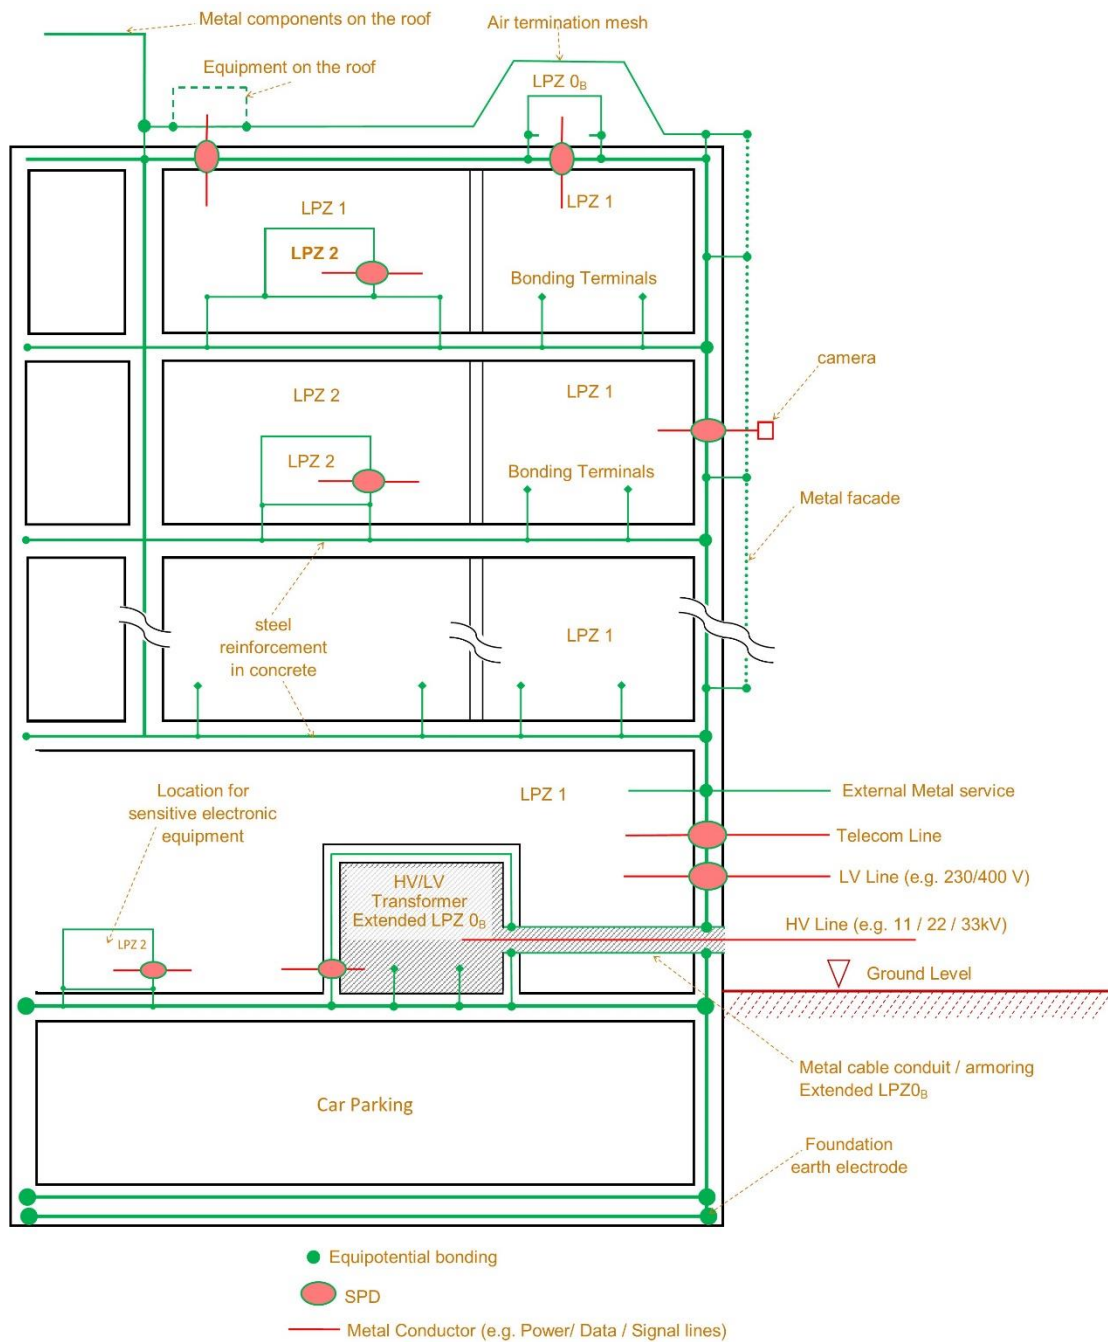 Metal components on the roof
Air termination mesh
Equipment on the roof
LPZ 0B
LPZ 1
LPZ 1
LPZ 2
Bonding Terminals
camera
LPZ 2
LPZ 1
LPZ 2
Bonding Terminals
Metal facade
steel
reinforcement
in concrete
LPZ 1
Location for
sensitive electronic
equipment
LPZ 1
External Metal service
Telecom Line
LV Line (e.g. 230/400 V)
HV/LV
Transformer
Extended LPZ 0B
HV Line (e.g. 11 / 22 / 33kV)
LPZ 2
Ground Level
Metal cable conduit / armoring
Extended LPZ0B
Car Parking
Foundation
earth electrode
Equipotential bonding
SPD
Metal Conductor (e.g. Power/ Data / Signal lines)